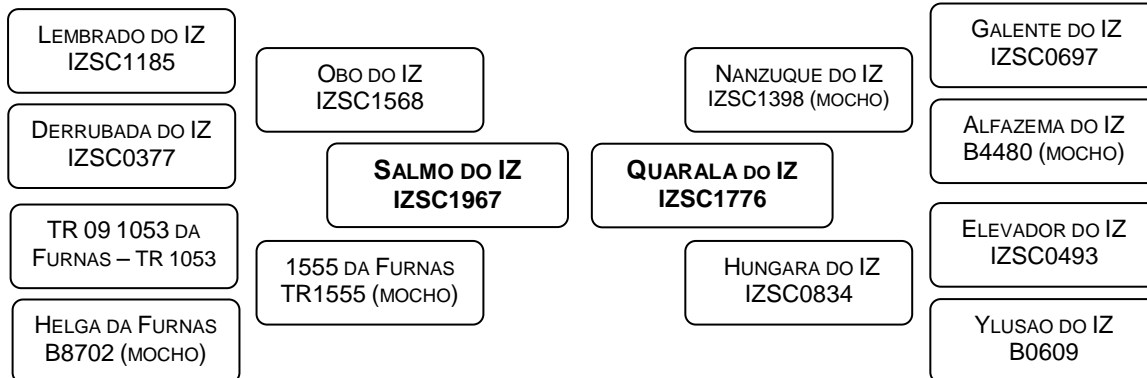 LEMBRADO DO IZ
IZSC1185
DERRUBADA DO IZ
IZSC0377
TR 09 1053 DA
FURNAS – TR 1053
HELGA DA FURNAS
B8702 (MOCHO)
OBO DO IZ
IZSC1568
1555 DA FURNAS
TR1555 (MOCHO)
SALMO DO IZ
IZSC1967
QUARALA DO IZ
IZSC1776
NANZUQUE DO IZ
IZSC1398 (MOCHO)
HUNGARA DO IZ
IZSC0834
GALENTE DO IZ
IZSC0697
ALFAZEMA DO IZ
B4480 (MOCHO)
ELEVADOR DO IZ
IZSC0493
YLUSAO DO IZ
B0609